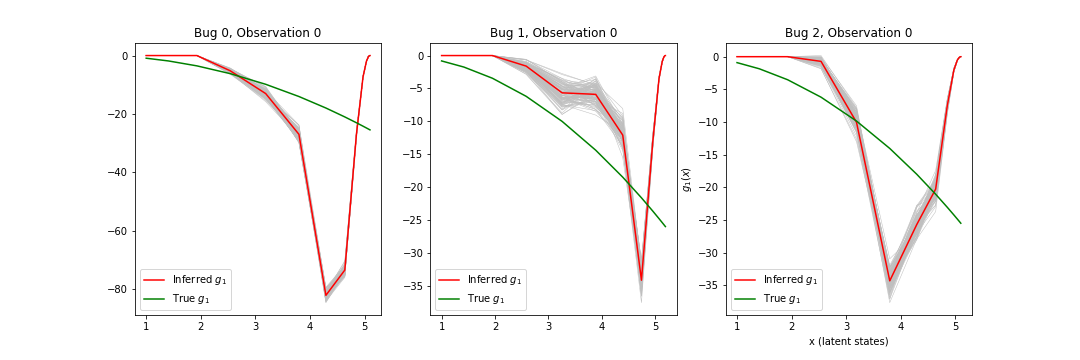 Bug 0, Observation 0
0
−20
−40
−60
−80
1 2 3 4 5
Inferred g₁
True g₁
Bug 1, Observation 0
0
−5
−10
−15
−20
−25
−30
−35
1 2 3 4 5
Inferred g₁
True g₁
Bug 2, Observation 0
g₁(x)
0
−5
−10
−15
−20
−25
−30
−35
1 2 3 4 5
x (latent states)
Inferred g₁
True g₁